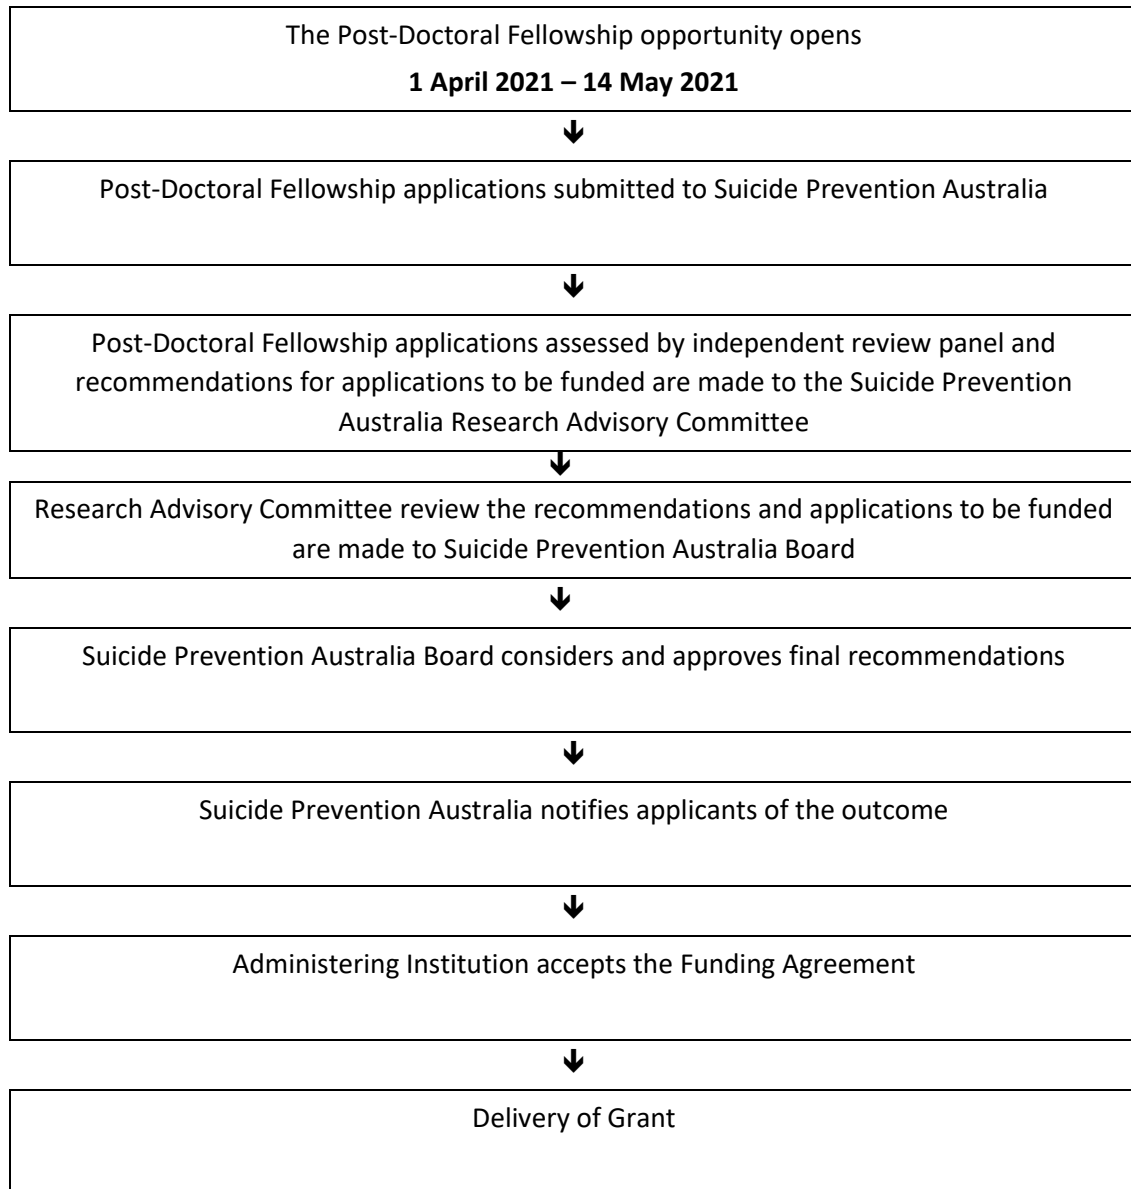 The Post-Doctoral Fellowship opportunity opens
1 April 2021 – 14 May 2021
Post-Doctoral Fellowship applications submitted to Suicide Prevention Australia
Post-Doctoral Fellowship applications assessed by independent review panel and
recommendations for applications to be funded are made to the Suicide Prevention
Australia Research Advisory Committee
Research Advisory Committee review the recommendations and applications to be funded
are made to Suicide Prevention Australia Board
Suicide Prevention Australia Board considers and approves final recommendations
Suicide Prevention Australia notifies applicants of the outcome
Administering Institution accepts the Funding Agreement
Delivery of Grant